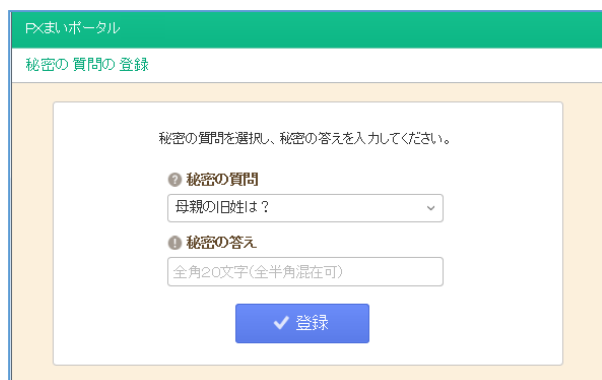 PXまいポータル
秘密の質問の登録
秘密の質問を選択し、秘密の答えを入力してください。
秘密の質問
母親の旧姓は？
秘密の答え
全角20文字(全半角混在可)
登録